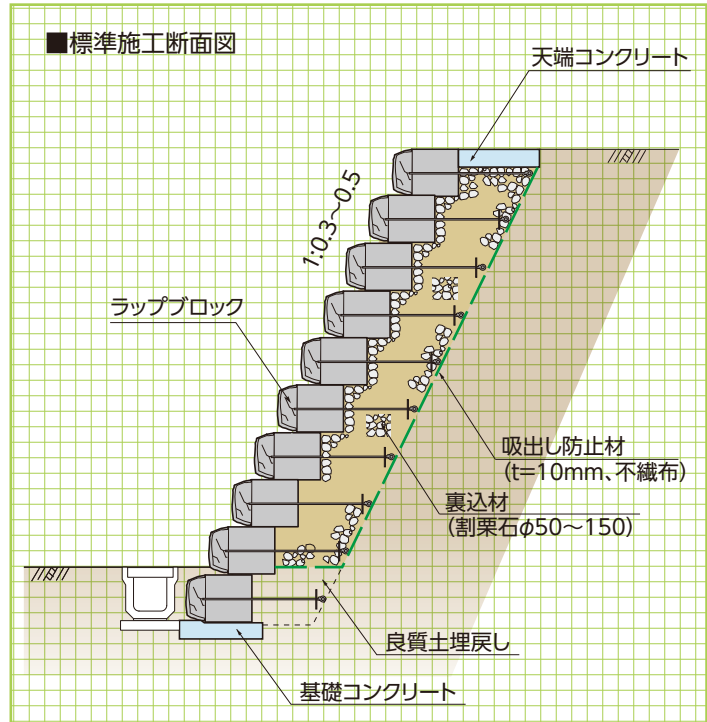 ■標準施工断面図
天端コンクリート
1:0.3〜0.5
ラップブロック
吸出し防止材
(t=10mm、不織布)
裏込材
(割栗石φ50〜150)
良質土埋戻し
基礎コンクリート